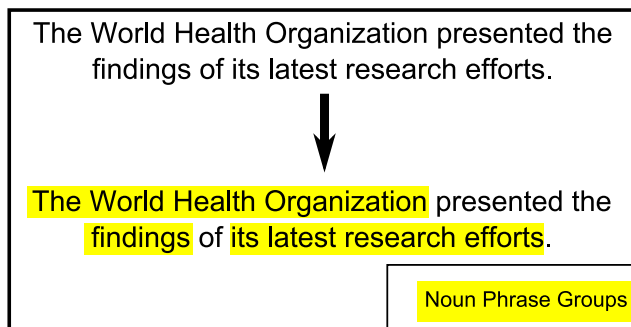 The World Health Organization presented the
findings of its latest research efforts.
The World Health Organization presented the
findings of its latest research efforts.
Noun Phrase Groups